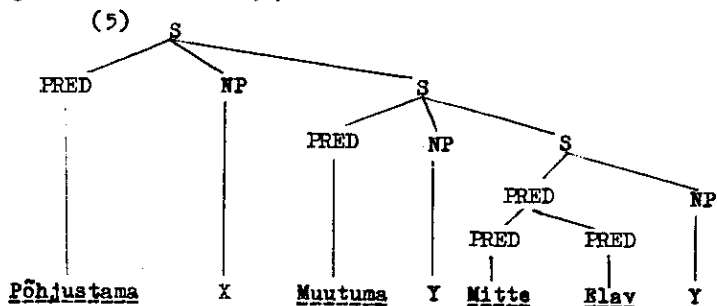 (5)
S
PRED NP S
PRED NP S
PRED NP
PRED PRED
Põhjustama X Muutuma Y Mitte Elav Y